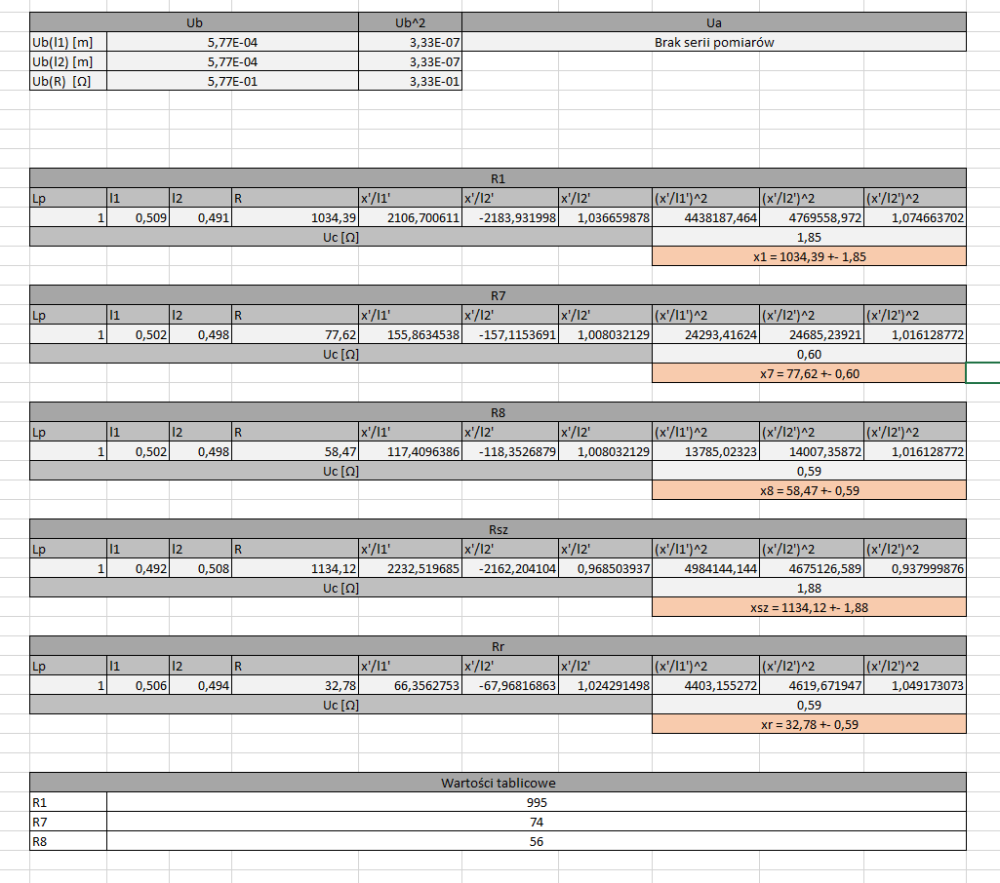 Ub Ub^2 Ua
Ub(l1) [m] 5,77E-04 3,33E-07 Brak serii pomiarów
Ub(l2) [m] 5,77E-04 3,33E-07
Ub(R) [Ω] 5,77E-01 3,33E-01
R1
Lp l1 l2 R x'/l1' x'/l2' x'/l2' (x'/l1')^2 (x'/l2')^2 (x'/l2')^2
1 0,509 0,491 1034,39 2106,700611 -2183,931998 1,036659878 4438187,464 4769558,972 1,074663702
Uc [Ω] 1,85
x1 = 1034,39 +- 1,85
R7
Lp l1 l2 R x'/l1' x'/l2' x'/l2' (x'/l1')^2 (x'/l2')^2 (x'/l2')^2
1 0,502 0,498 77,62 155,8634538 -157,1153691 1,008032129 24293,41624 24685,23921 1,016128772
Uc [Ω] 0,60
x7 = 77,62 +- 0,60
R8
Lp l1 l2 R x'/l1' x'/l2' x'/l2' (x'/l1')^2 (x'/l2')^2 (x'/l2')^2
1 0,502 0,498 58,47 117,4096386 -118,3526879 1,008032129 13785,02323 14007,35872 1,016128772
Uc [Ω] 0,59
x8 = 58,47 +- 0,59
Rsz
Lp l1 l2 R x'/l1' x'/l2' x'/l2' (x'/l1')^2 (x'/l2')^2 (x'/l2')^2
1 0,492 0,508 1134,12 2232,519685 -2162,204104 0,968503937 4984144,144 4675126,589 0,937999876
Uc [Ω] 1,88
xsz = 1134,12 +- 1,88
Rr
Lp l1 l2 R x'/l1' x'/l2' x'/l2' (x'/l1')^2 (x'/l2')^2 (x'/l2')^2
1 0,506 0,494 32,78 66,3562753 -67,96816863 1,024291498 4403,155272 4619,671947 1,049173073
Uc [Ω] 0,59
xr = 32,78 +- 0,59
Wartości tablicowe
R1 995
R7 74
R8 56